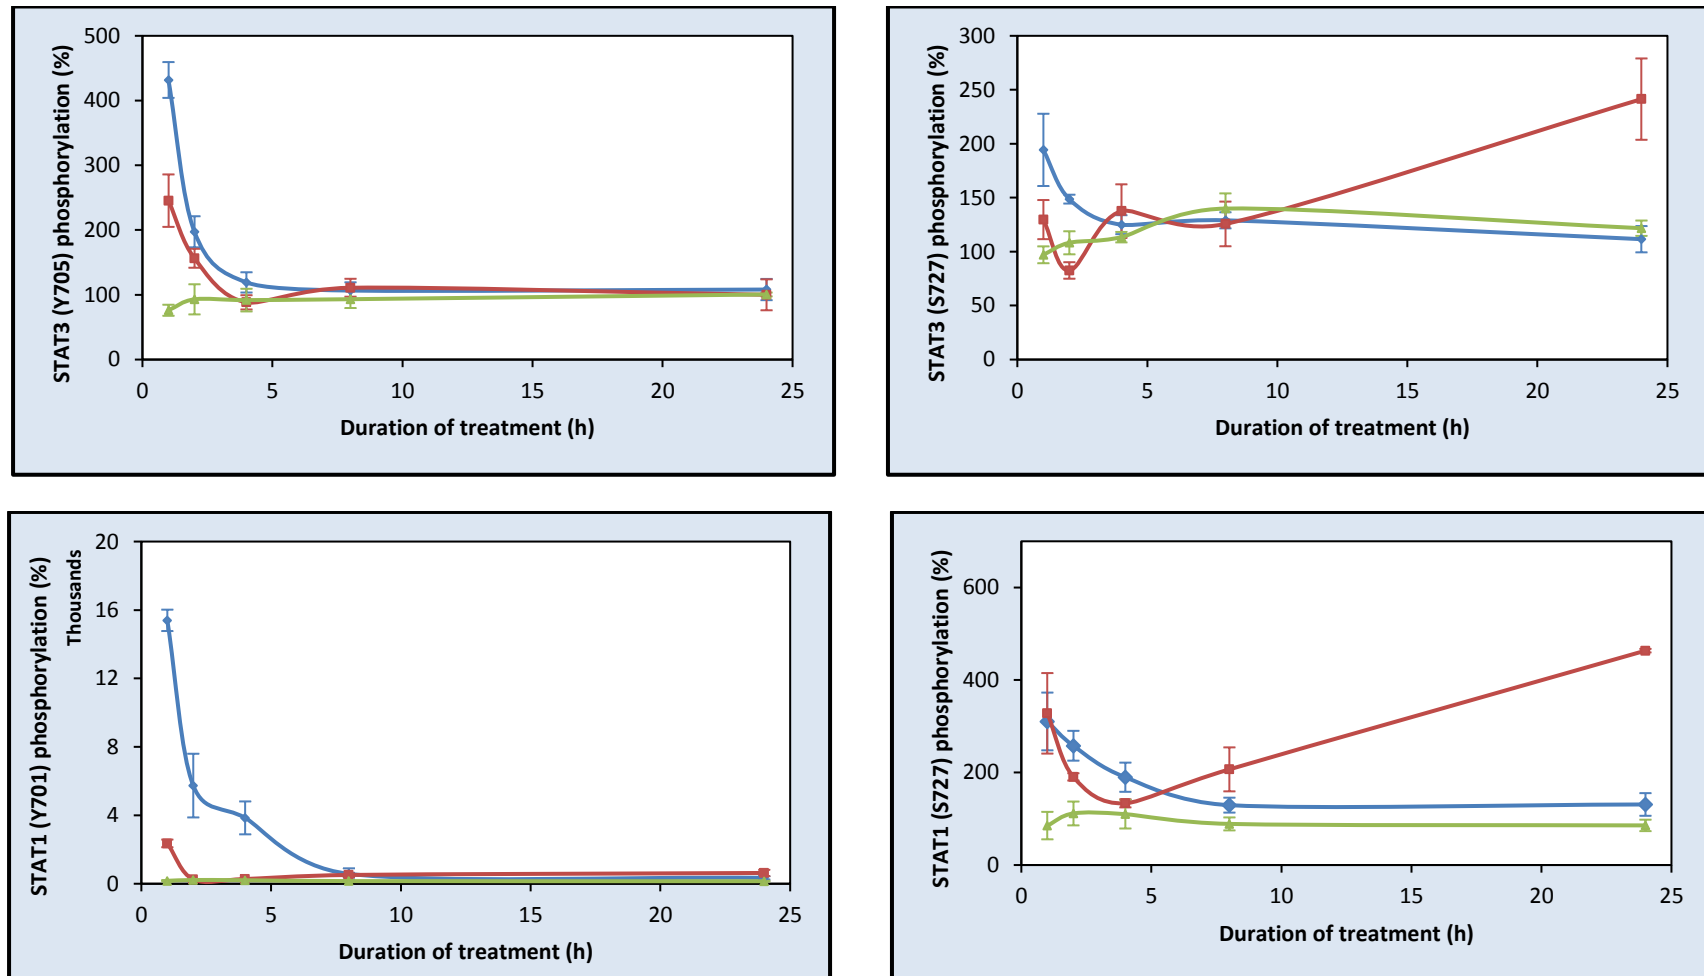 STAT3 (Y705) phosphorylation (%)
500
400
300
200
100
0
0 5 10 15 20 25
Duration of treatment (h)
STAT3 (S727) phosphorylation (%)
300
250
200
150
100
50
0
0 5 10 15 20 25
Duration of treatment (h)
STAT1 (Y701) phosphorylation (%)
Thousands
20
16
12
8
4
0
0 5 10 15 20 25
Duration of treatment (h)
STAT1 (S727) phosphorylation (%)
600
400
200
0
0 5 10 15 20 25
Duration of treatment (h)